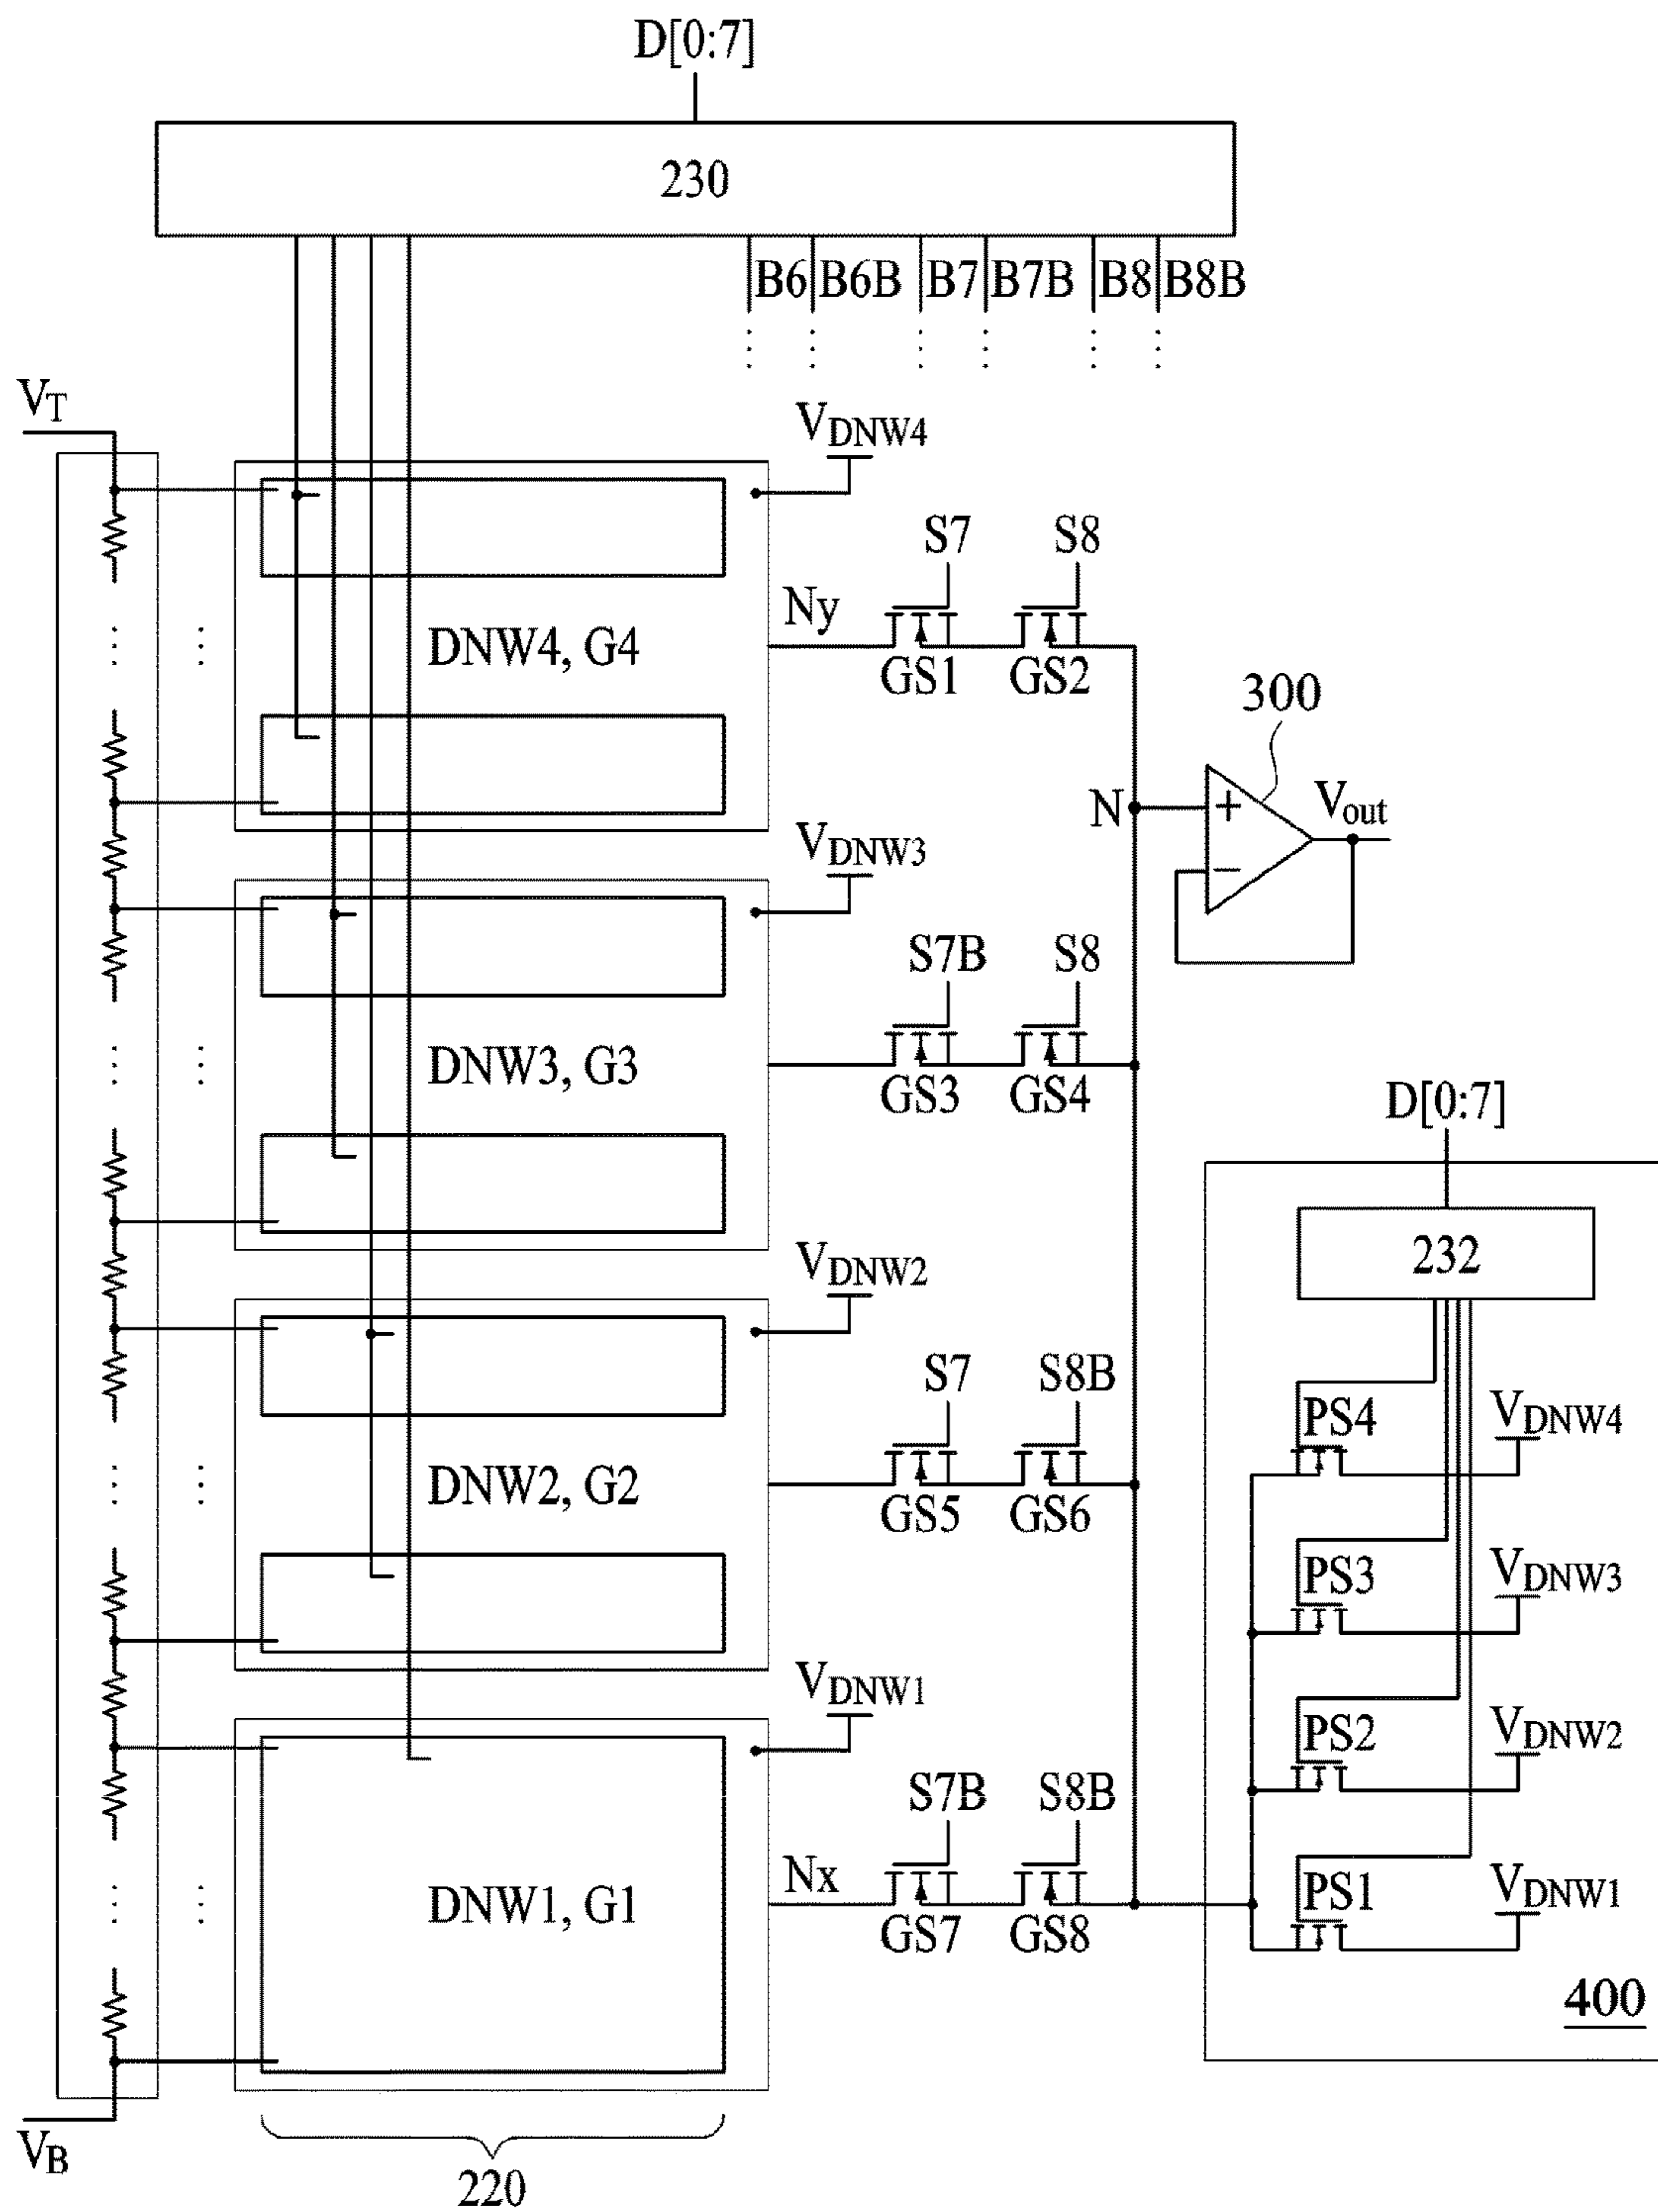 D[0:7]
230
B6 B6B B7 B7B B8 B8B
VT
VDNW4
S7 S8
Ny
DNW4, G4
GS1 GS2
300
N
+
Vout
−
VDNW3
S7B S8
DNW3, G3
GS3 GS4
D[0:7]
232
VDNW2
S7 S8B
DNW2, G2
GS5 GS6
PS4 VDNW4
PS3 VDNW3
VDNW1
PS2 VDNW2
S7B S8B
Nx
DNW1, G1
GS7 GS8
PS1 VDNW1
400
VB
220